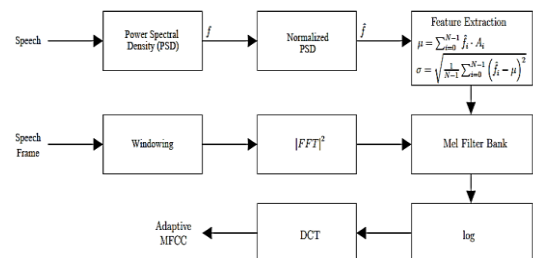 Speech
Power Spectral
Density (PSD)
f
Normalized
PSD
f̂
Feature Extraction
μ = ∑_{i=0}^{N-1} f̂_i · A_i
σ = √(1/(N-1) ∑_{i=0}^{N-1} (f̂_i - μ)^2)
Speech
Frame
Windowing
|FFT|^2
Mel Filter Bank
Adaptive
MFCC
DCT
log